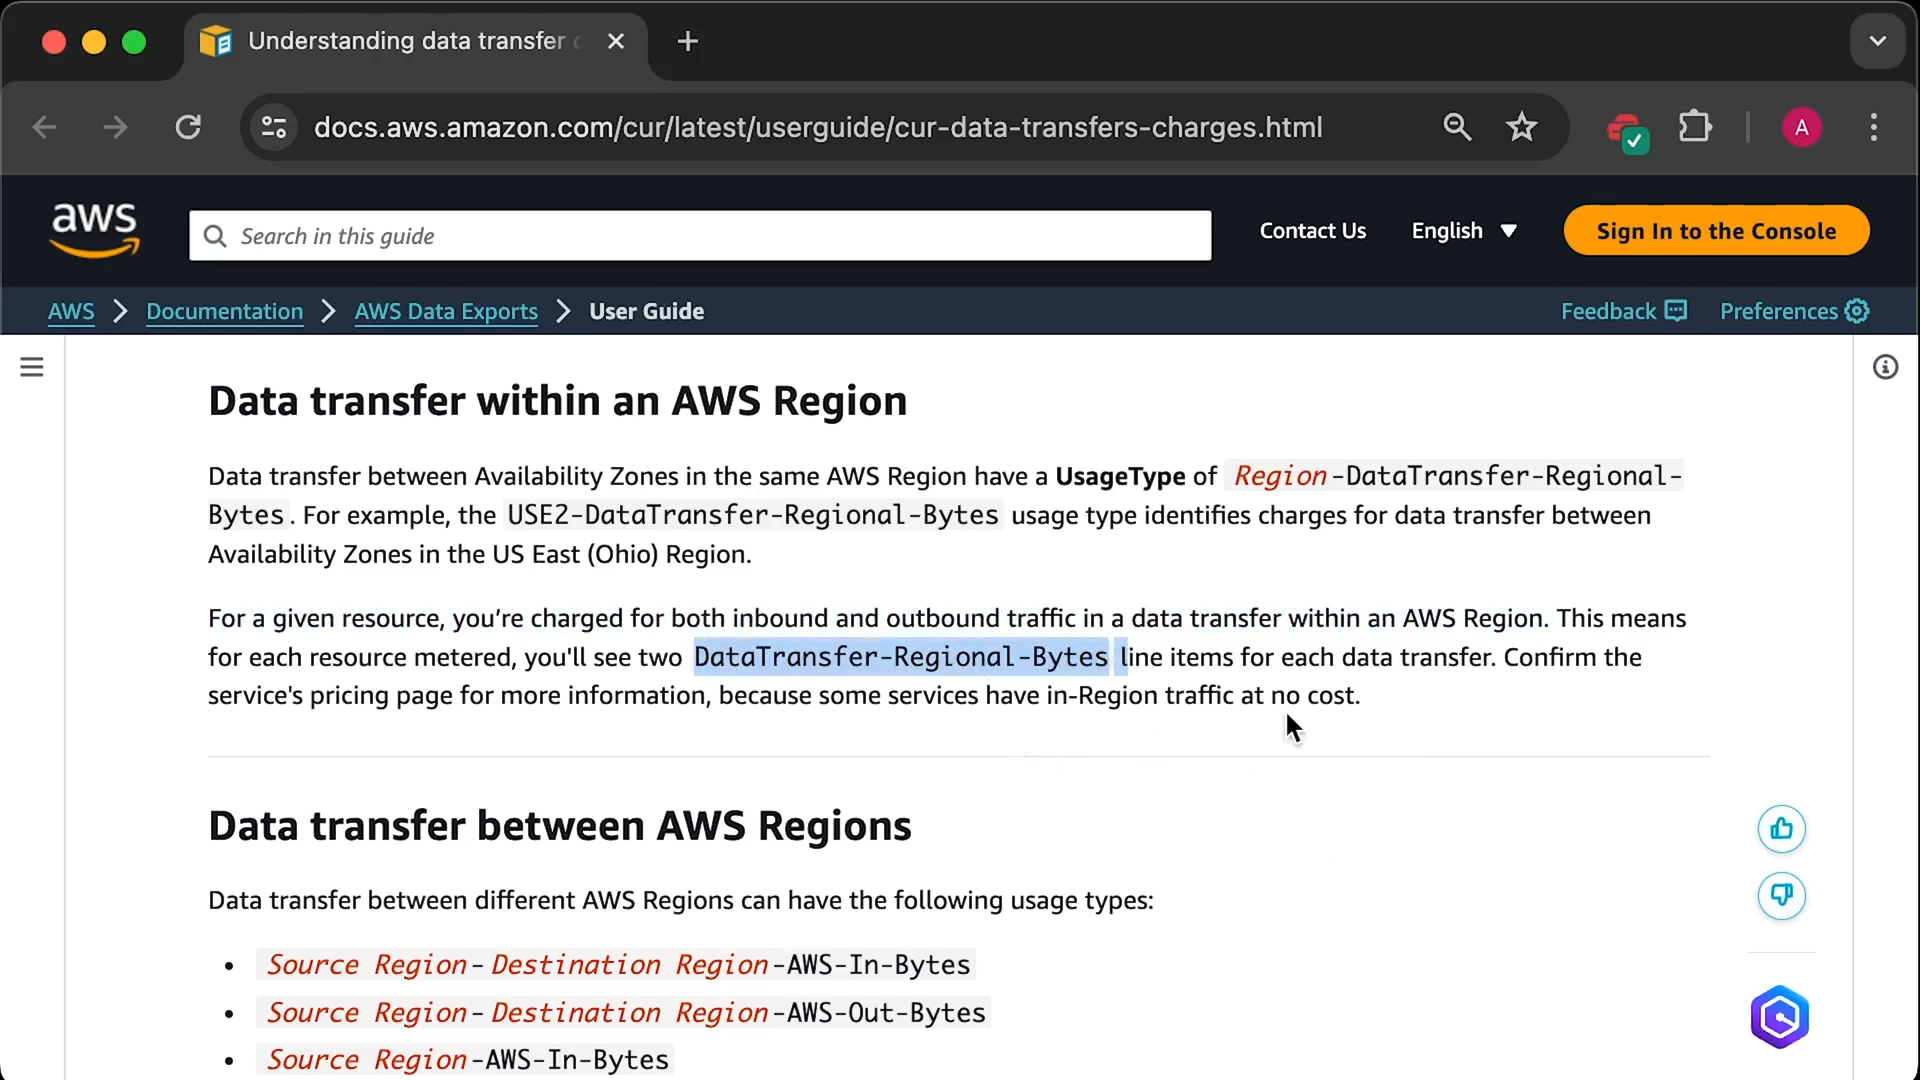 Understanding data transfer
docs.aws.amazon.com/cur/latest/userguide/cur-data-transfers-charges.html
A
aws
Search in this guide
Contact Us
English
Sign In to the Console
AWS
Documentation
AWS Data Exports
User Guide
Feedback
Preferences
Data transfer within an AWS Region
Data transfer between Availability Zones in the same AWS Region have a UsageType of Region-DataTransfer-Regional-
Bytes. For example, the USE2-DataTransfer-Regional-Bytes usage type identifies charges for data transfer between
Availability Zones in the US East (Ohio) Region.
For a given resource, you’re charged for both inbound and outbound traffic in a data transfer within an AWS Region. This means
for each resource metered, you'll see two DataTransfer-Regional-Bytes line items for each data transfer. Confirm the
service's pricing page for more information, because some services have in-Region traffic at no cost.
Data transfer between AWS Regions
Data transfer between different AWS Regions can have the following usage types:
• Source Region-Destination Region-AWS-In-Bytes
• Source Region-Destination Region-AWS-Out-Bytes
• Source Region-AWS-In-Bytes